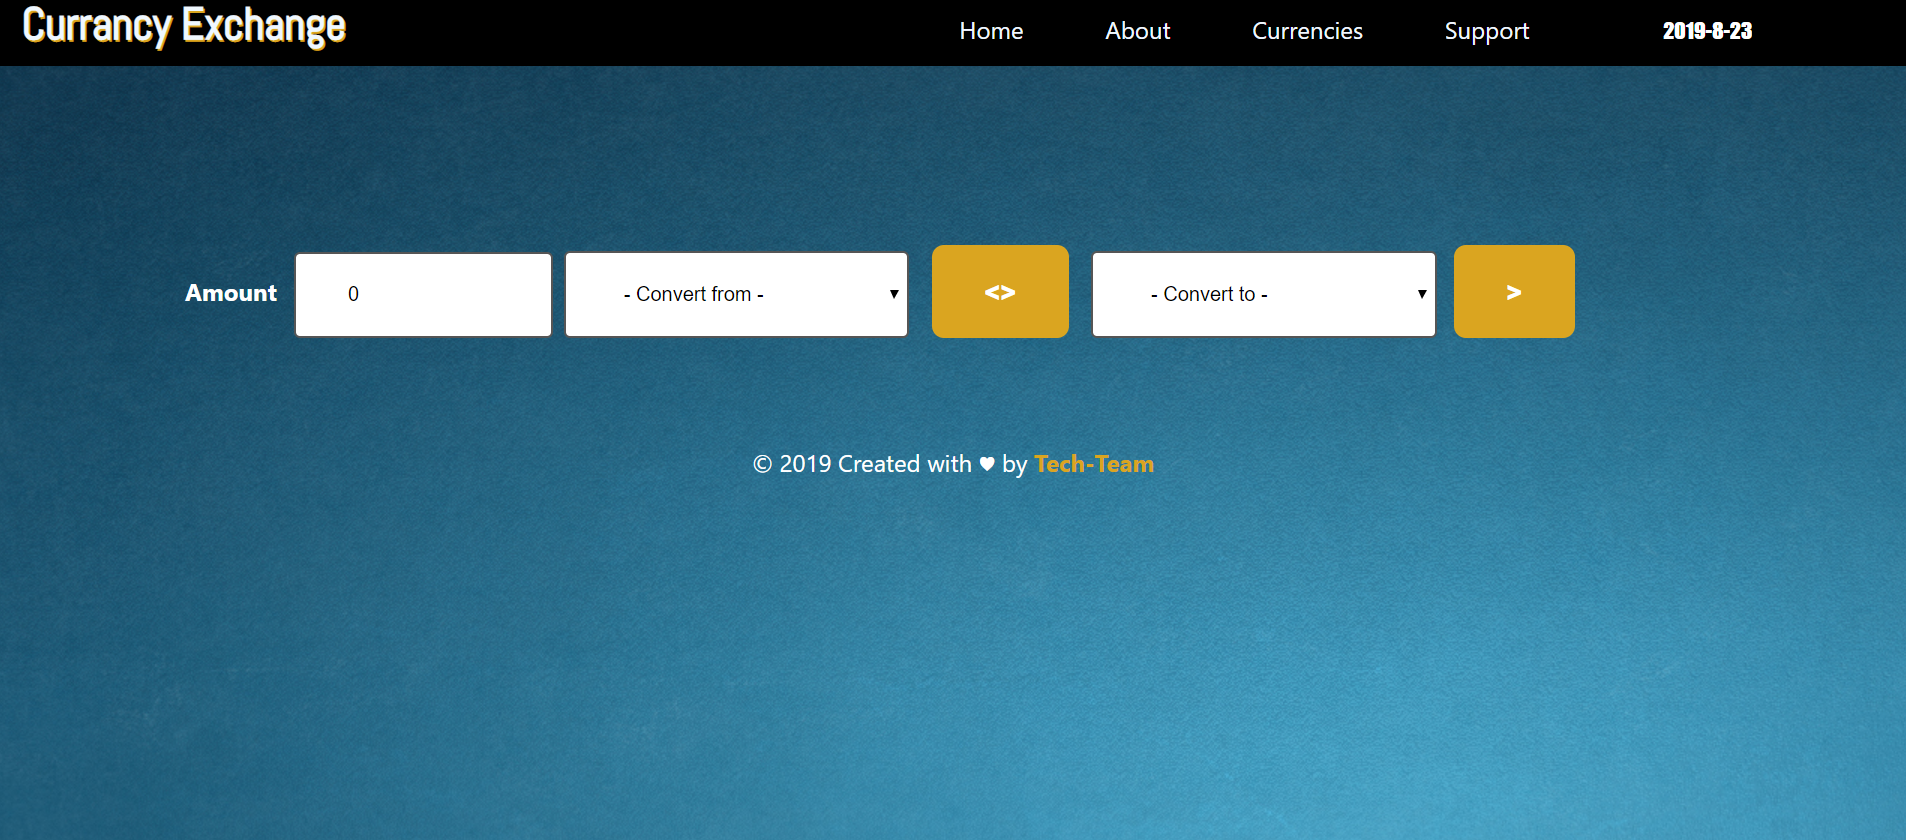 Currancy Exchange Home About Currencies Support 2019-8-23
Amount 0 - Convert from - <> - Convert to - >
© 2019 Created with ♥ by Tech-Team